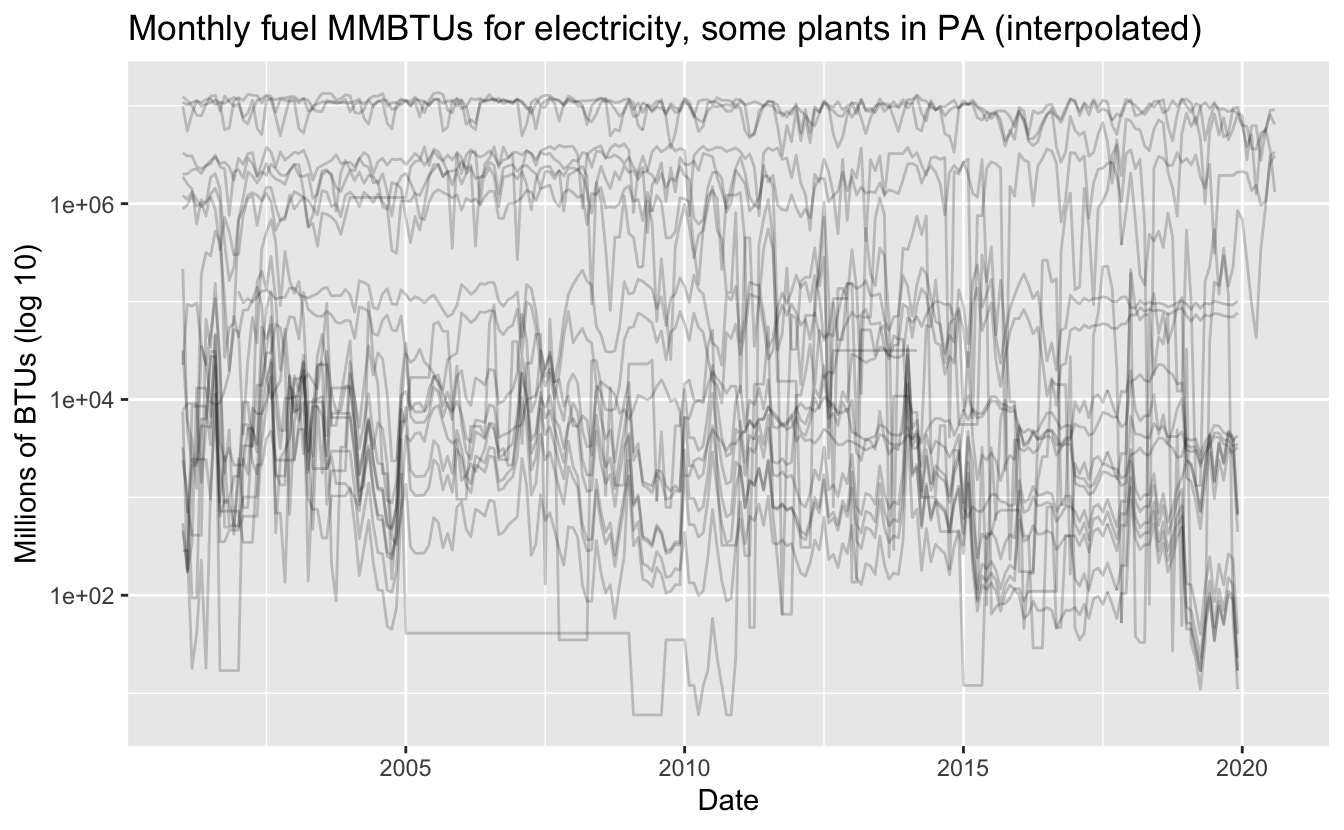 Monthly fuel MMBTUs for electricity, some plants in PA (interpolated)
Millions of BTUs (log 10)
1e+06
1e+04
1e+02
2005 2010 2015 2020
Date